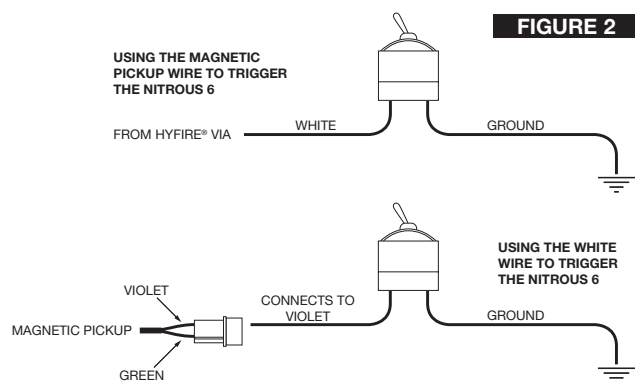 FIGURE 2
USING THE MAGNETIC
PICKUP WIRE TO TRIGGER
THE NITROUS 6
FROM HYFIRE® VIA
WHITE
GROUND
USING THE WHITE
WIRE TO TRIGGER
THE NITROUS 6
VIOLET
CONNECTS TO
VIOLET
GROUND
MAGNETIC PICKUP
GREEN